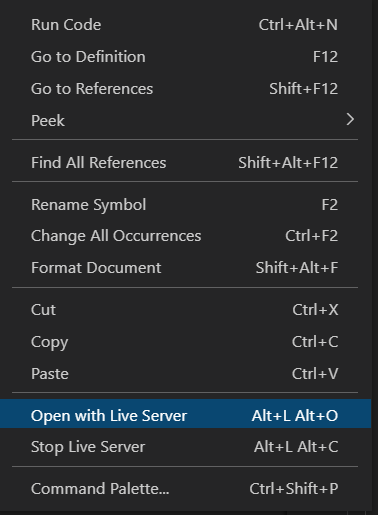 Run Code Ctrl+Alt+N
Go to Definition F12
Go to References Shift+F12
Peek
Find All References Shift+Alt+F12
Rename Symbol F2
Change All Occurrences Ctrl+F2
Format Document Shift+Alt+F
Cut Ctrl+X
Copy Ctrl+C
Paste Ctrl+V
Open with Live Server Alt+L Alt+O
Stop Live Server Alt+L Alt+C
Command Palette... Ctrl+Shift+P